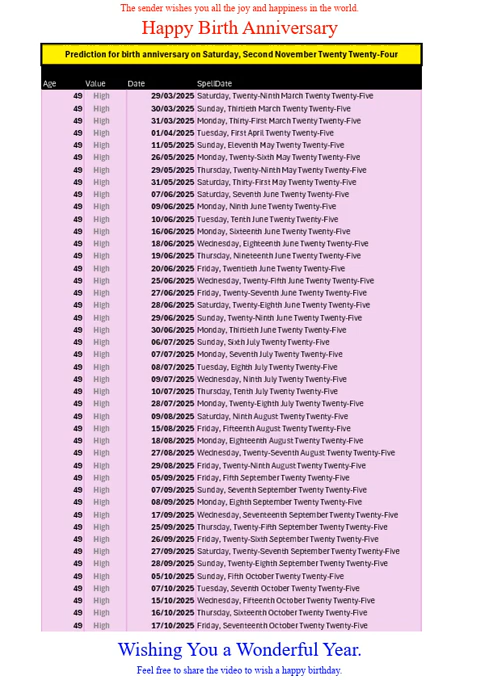 The sender wishes you all the joy and happiness in the world.
Happy Birth Anniversary
Prediction for birth anniversary on Saturday, Second November Twenty Twenty-Four
Age Value Date SpellDate
49 High 29/03/2025 Saturday, Twenty-Ninth March Twenty Twenty-Five
49 High 30/03/2025 Sunday, Thirtieth March Twenty Twenty-Five
49 High 31/03/2025 Monday, Thirty-First March Twenty Twenty-Five
49 High 01/04/2025 Tuesday, First April Twenty Twenty-Five
49 High 11/05/2025 Sunday, Eleventh May Twenty Twenty-Five
49 High 26/05/2025 Monday, Twenty-Sixth May Twenty Twenty-Five
49 High 29/05/2025 Thursday, Twenty-Ninth May Twenty Twenty-Five
49 High 31/05/2025 Saturday, Thirty-First May Twenty Twenty-Five
49 High 07/06/2025 Saturday, Seventh June Twenty Twenty-Five
49 High 09/06/2025 Monday, Ninth June Twenty Twenty-Five
49 High 10/06/2025 Tuesday, Tenth June Twenty Twenty-Five
49 High 16/06/2025 Monday, Sixteenth June Twenty Twenty-Five
49 High 18/06/2025 Wednesday, Eighteenth June Twenty Twenty-Five
49 High 19/06/2025 Thursday, Nineteenth June Twenty Twenty-Five
49 High 20/06/2025 Friday, Twentieth June Twenty Twenty-Five
49 High 25/06/2025 Wednesday, Twenty-Fifth June Twenty Twenty-Five
49 High 27/06/2025 Friday, Twenty-Seventh June Twenty Twenty-Five
49 High 28/06/2025 Saturday, Twenty-Eighth June Twenty Twenty-Five
49 High 29/06/2025 Sunday, Twenty-Ninth June Twenty Twenty-Five
49 High 30/06/2025 Monday, Thirtieth June Twenty Twenty-Five
49 High 06/07/2025 Sunday, Sixth July Twenty Twenty-Five
49 High 07/07/2025 Monday, Seventh July Twenty Twenty-Five
49 High 08/07/2025 Tuesday, Eighth July Twenty Twenty-Five
49 High 09/07/2025 Wednesday, Ninth July Twenty Twenty-Five
49 High 10/07/2025 Thursday, Tenth July Twenty Twenty-Five
49 High 28/07/2025 Monday, Twenty-Eighth July Twenty Twenty-Five
49 High 09/08/2025 Saturday, Ninth August Twenty Twenty-Five
49 High 15/08/2025 Friday, Fifteenth August Twenty Twenty-Five
49 High 18/08/2025 Monday, Eighteenth August Twenty Twenty-Five
49 High 27/08/2025 Wednesday, Twenty-Seventh August Twenty Twenty-Five
49 High 29/08/2025 Friday, Twenty-Ninth August Twenty Twenty-Five
49 High 05/09/2025 Friday, Fifth September Twenty Twenty-Five
49 High 07/09/2025 Sunday, Seventh September Twenty Twenty-Five
49 High 08/09/2025 Monday, Eighth September Twenty Twenty-Five
49 High 17/09/2025 Wednesday, Seventeenth September Twenty Twenty-Five
49 High 25/09/2025 Thursday, Twenty-Fifth September Twenty Twenty-Five
49 High 26/09/2025 Friday, Twenty-Sixth September Twenty Twenty-Five
49 High 27/09/2025 Saturday, Twenty-Seventh September Twenty Twenty-Five
49 High 28/09/2025 Sunday, Twenty-Eighth September Twenty Twenty-Five
49 High 05/10/2025 Sunday, Fifth October Twenty Twenty-Five
49 High 07/10/2025 Tuesday, Seventh October Twenty Twenty-Five
49 High 15/10/2025 Wednesday, Fifteenth October Twenty Twenty-Five
49 High 16/10/2025 Thursday, Sixteenth October Twenty Twenty-Five
49 High 17/10/2025 Friday, Seventeenth October Twenty Twenty-Five
Wishing You a Wonderful Year.
Feel free to share the video to wish a happy birthday.